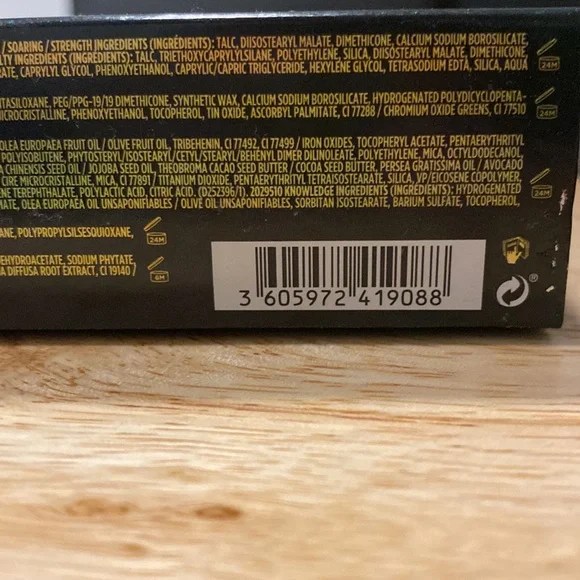 / SOARING / STRENGTH INGREDIENTS (INGRÉDIENTS): TALC, DIISOSTEARYL MALATE, DIMETHICONE, CALCIUM SODIUM BOROSILICATE,
LTY INGREDIENTS (INGRÉDIENTS): TALC, TRIETHOXYCAPRYLYLSILANE, POLYETHYLENE, SILICA, DIISOSTEARYL MALATE, DIMETHICONE,
RATE, CAPRYLYL GLYCOL, PHENOXYETHANOL, CAPRYLIC/CAPRIC TRIGLYCERIDE, HEXYLENE GLYCOL, TETRASODIUM EDTA, SILICA, AQUA
24M
NTASILOXANE, PEG/PPG-19/19 DIMETHICONE, SYNTHETIC WAX, CALCIUM SODIUM BOROSILICATE, HYDROGENATED POLYDICYCLOPENTA-
MICROCRISTALLINE, PHENOXYETHANOL, TOCOPHEROL, TIN OXIDE, ASCORBYL PALMITATE, CI 77288 / CHROMIUM OXIDE GREENS, CI 77510
24M
OLEA EUROPAEA FRUIT OIL / OLIVE FRUIT OIL, TRIBEHENIN, CI 77492, CI 77499 / IRON OXIDES, TOCOPHERYL ACETATE, PENTAERYTHRITYL
POLYISOBUTENE, PHYTOSTERYL/ISOSTEARYL/CETYL/STEARYL/BEHENYL DIMER DILINOLEATE, POLYETHYLENE, MICA, OCTYLDODECANOL,
A CHINENSIS SEED OIL / JOJOBA SEED OIL, THEOBROMA CACAO SEED BUTTER / COCOA SEED BUTTER, PERSEA GRATISSIMA OIL / AVOCADO
CIRE MICROCRISTALLINE, MICA, CI 77891 / TITANIUM DIOXIDE, PENTAERYTHRITYL TETRAISOSTEARATE, SILICA, VP/EICOSENE COPOLYMER,
ENE TEREPHTHALATE, POLYLACTIC ACID, CITRIC ACID. (D252396/1). 2029510 KNOWLEDGE INGREDIENTS (INGRÉDIENTS): HYDROGENATED
MATE, OLEA EUROPAEA OIL UNSAPONIFIABLES / OLIVE OIL UNSAPONIFIABLES, SORBITAN ISOSTEARATE, BARIUM SULFATE, TOCOPHEROL,
24M
ANE, POLYPROPYLSILSESQUIOXANE,
24M
EHYDROACETATE, SODIUM PHYTATE,
A DIFFUSA ROOT EXTRACT, CI 19140 /
6M
3 605972 419088
®